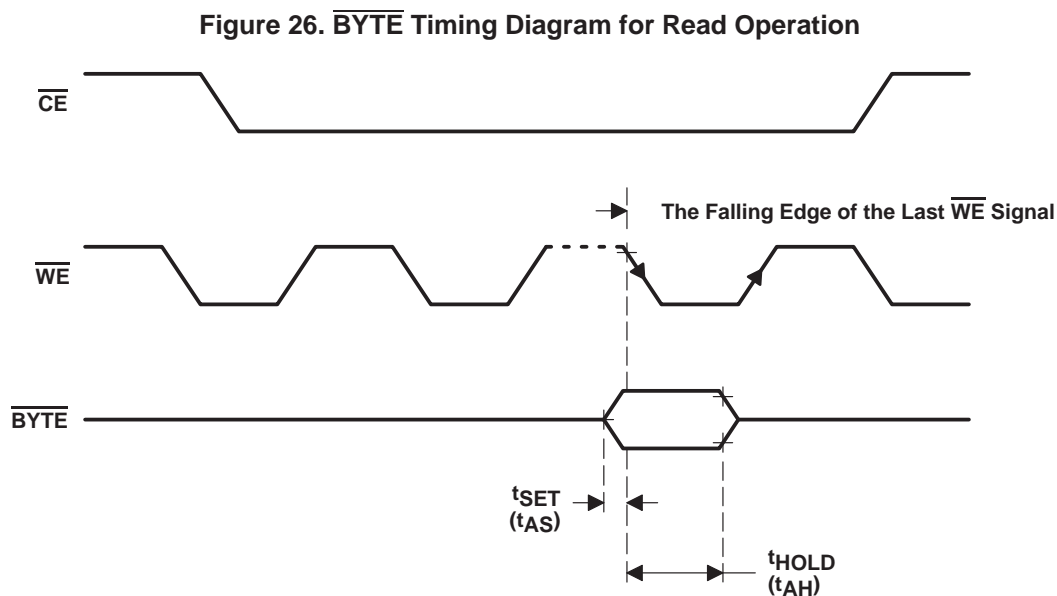 Figure 26. BYTE Timing Diagram for Read Operation
CE
The Falling Edge of the Last WE Signal
WE
BYTE
tSET
(tAS)
tHOLD
(tAH)